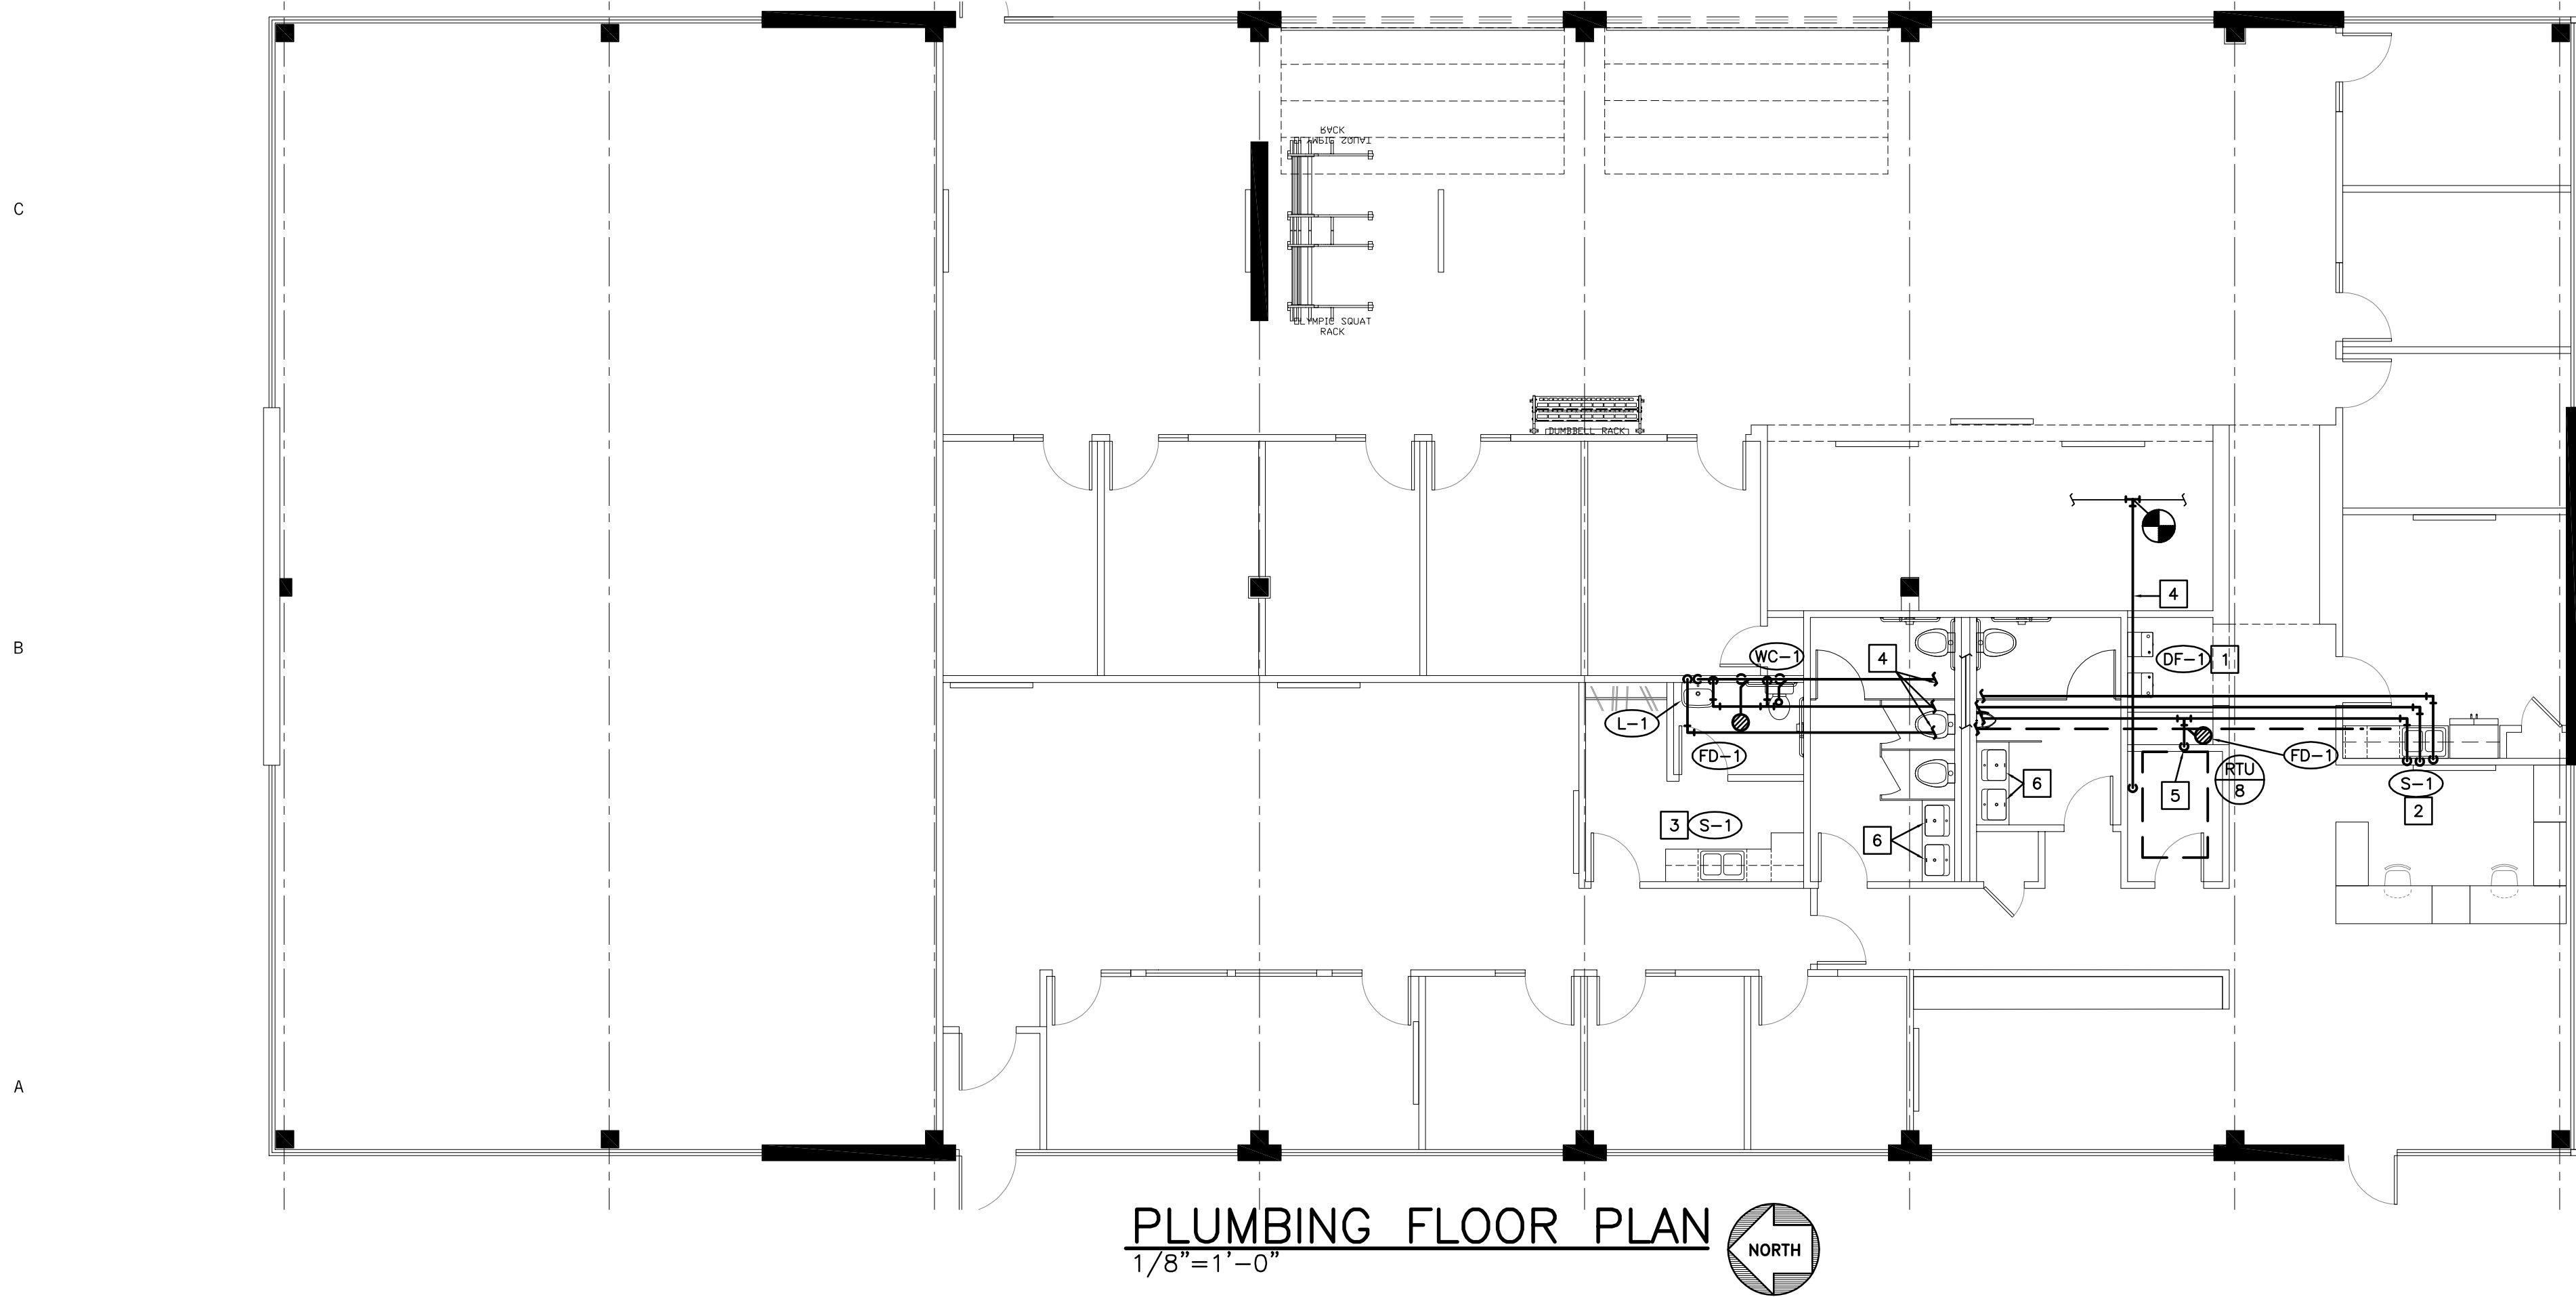 RACK
OLYMPIC SQUAT
C
OLYMPIC SQUAT
RACK
DUMBBELL RACK
4
B
WC-1
4
DF-1
1
L-1
FD-1
FD-1
RTU
8
5
6
S-1
2
3
S-1
6
A
PLUMBING FLOOR PLAN
1/8"=1'-0"
NORTH